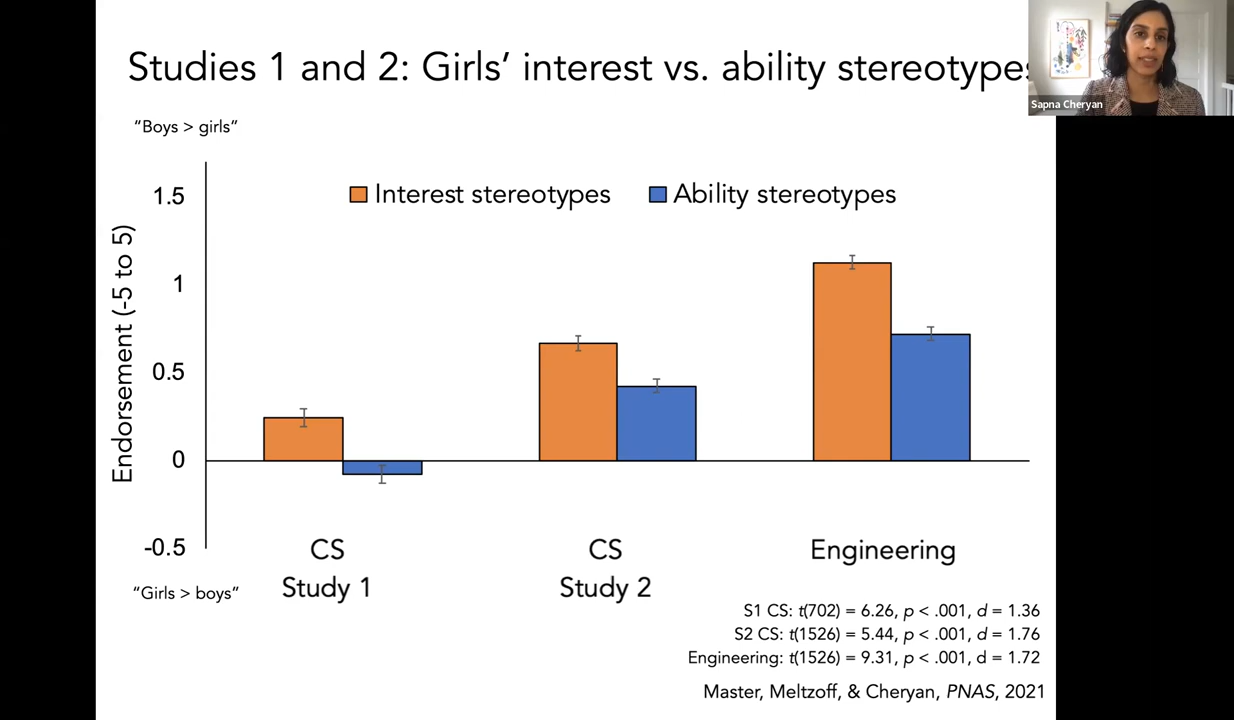 Studies 1 and 2: Girls' interest vs. ability stereotypes
Sapna Cheryan
"Boys > girls"
Interest stereotypes
Ability stereotypes
Endorsement (-5 to 5)
1.5
1
0.5
0
-0.5
CS
Study 1
CS
Study 2
Engineering
"Girls > boys"
S1 CS: t(702) = 6.26, p < .001, d = 1.36
S2 CS: t(1526) = 5.44, p < .001, d = 1.76
Engineering: t(1526) = 9.31, p < .001, d = 1.72
Master, Meltzoff, & Cheryan, PNAS, 2021